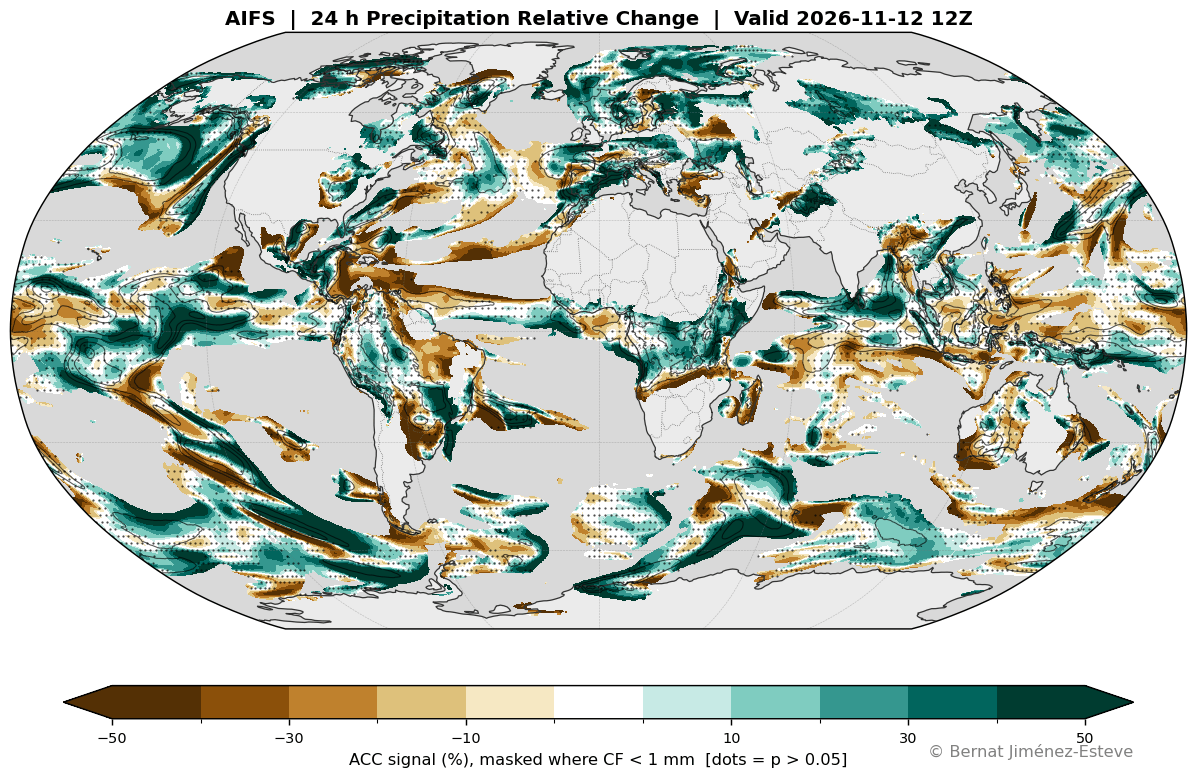 AIFS  |  24 h Precipitation Relative Change  |  Valid 2026-11-12 12Z
−50 −30 −10 10 30 50
ACC signal (%), masked where CF < 1 mm  [dots = p > 0.05]
© Bernat Jiménez-Esteve